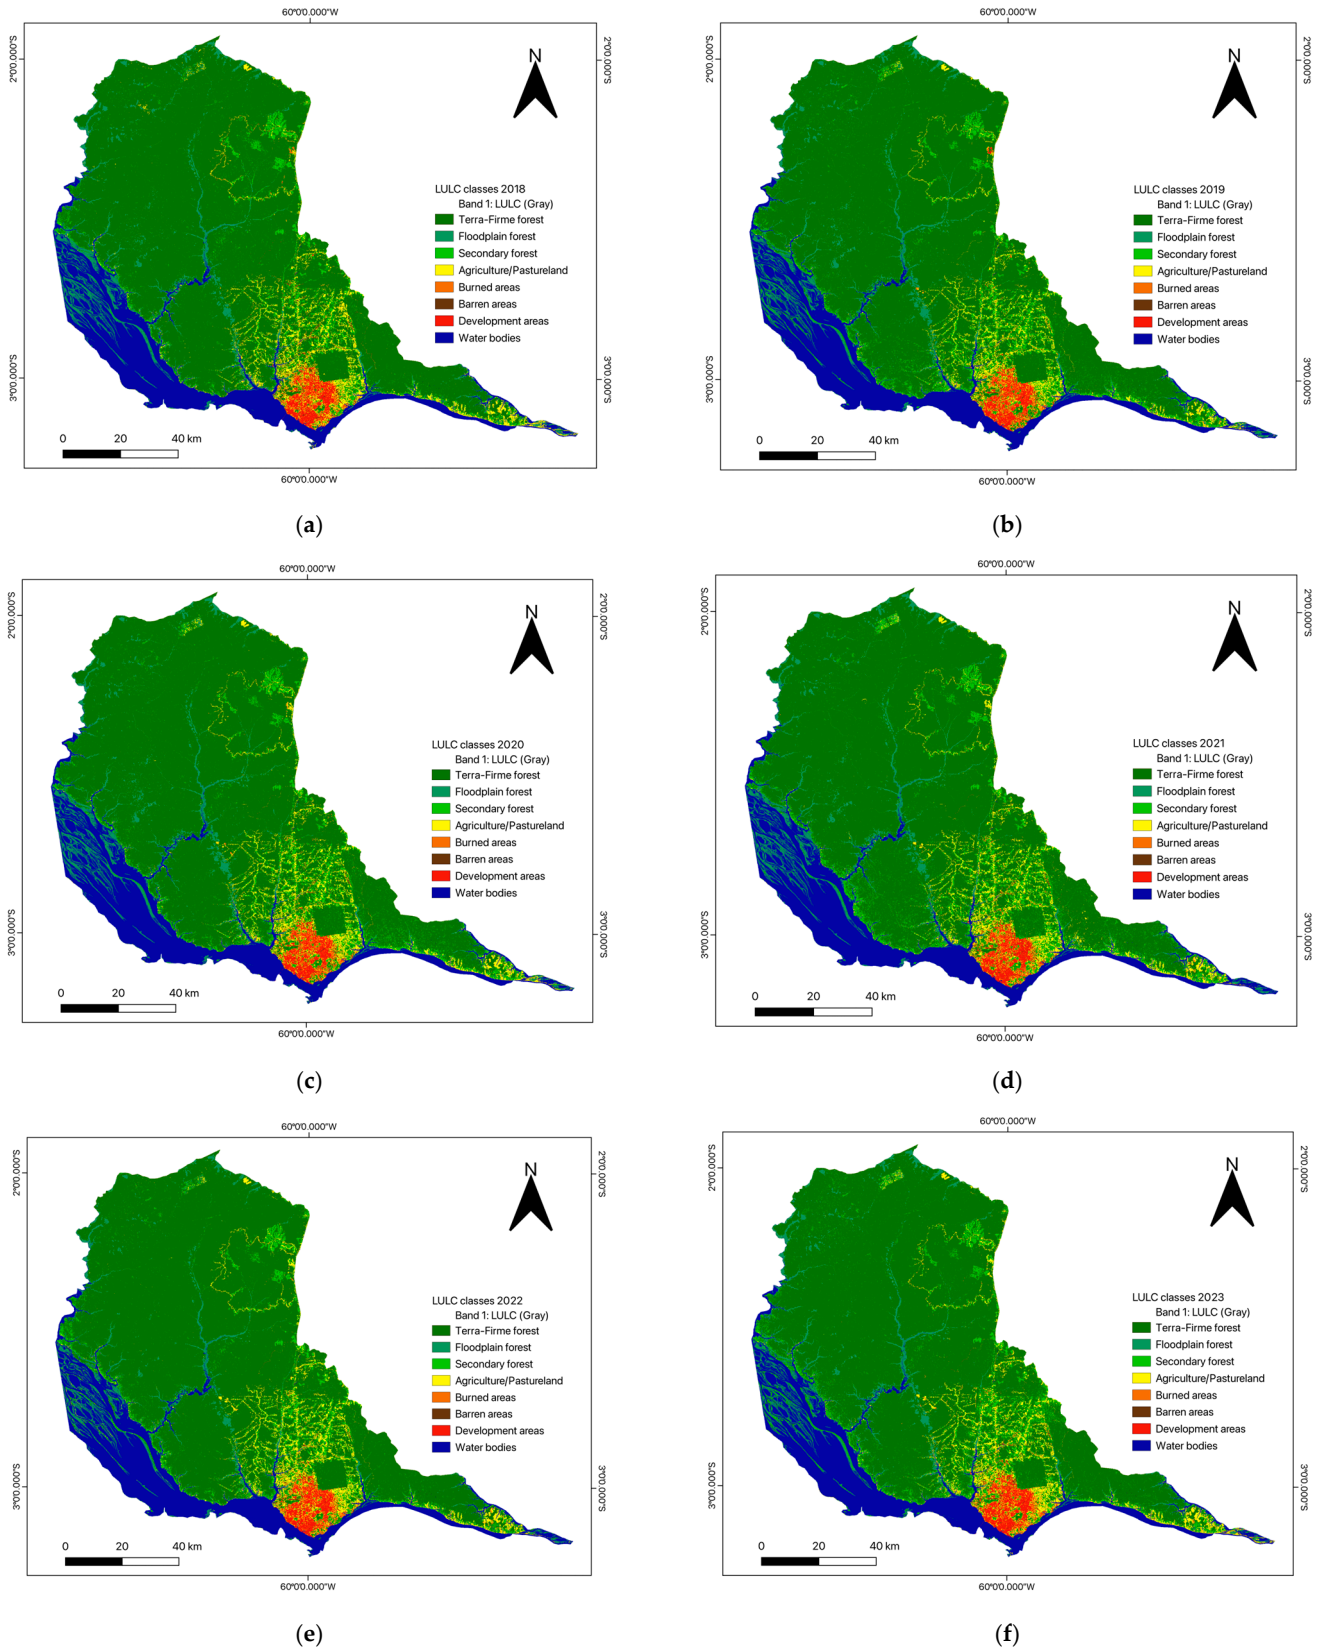 60°0'0.000"W
2°0'0.000"S
2°0'0.000"S
N
LULC classes 2018
Band 1: LULC (Gray)
Terra-Firme forest
Floodplain forest
Secondary forest
Agriculture/Pastureland
Burned areas
Barren areas
Development areas
Water bodies
3°0'0.000"S
3°0'0.000"S
0 20 40 km
60°0'0.000"W
(a)
60°0'0.000"W
2°0'0.000"S
2°0'0.000"S
N
LULC classes 2019
Band 1: LULC (Gray)
Terra-Firme forest
Floodplain forest
Secondary forest
Agriculture/Pastureland
Burned areas
Barren areas
Development areas
Water bodies
3°0'0.000"S
3°0'0.000"S
0 20 40 km
60°0'0.000"W
(b)
60°0'0.000"W
2°0'0.000"S
2°0'0.000"S
N
LULC classes 2020
Band 1: LULC (Gray)
Terra-Firme forest
Floodplain forest
Secondary forest
Agriculture/Pastureland
Burned areas
Barren areas
Development areas
Water bodies
3°0'0.000"S
3°0'0.000"S
0 20 40 km
60°0'0.000"W
(c)
60°0'0.000"W
2°0'0.000"S
2°0'0.000"S
N
LULC classes 2021
Band 1: LULC (Gray)
Terra-Firme forest
Floodplain forest
Secondary forest
Agriculture/Pastureland
Burned areas
Barren areas
Development areas
Water bodies
3°0'0.000"S
3°0'0.000"S
0 20 40 km
60°0'0.000"W
(d)
60°0'0.000"W
2°0'0.000"S
2°0'0.000"S
N
LULC classes 2022
Band 1: LULC (Gray)
Terra-Firme forest
Floodplain forest
Secondary forest
Agriculture/Pastureland
Burned areas
Barren areas
Development areas
Water bodies
3°0'0.000"S
3°0'0.000"S
0 20 40 km
60°0'0.000"W
(e)
60°0'0.000"W
2°0'0.000"S
2°0'0.000"S
N
LULC classes 2023
Band 1: LULC (Gray)
Terra-Firme forest
Floodplain forest
Secondary forest
Agriculture/Pastureland
Burned areas
Barren areas
Development areas
Water bodies
3°0'0.000"S
3°0'0.000"S
0 20 40 km
60°0'0.000"W
(f)